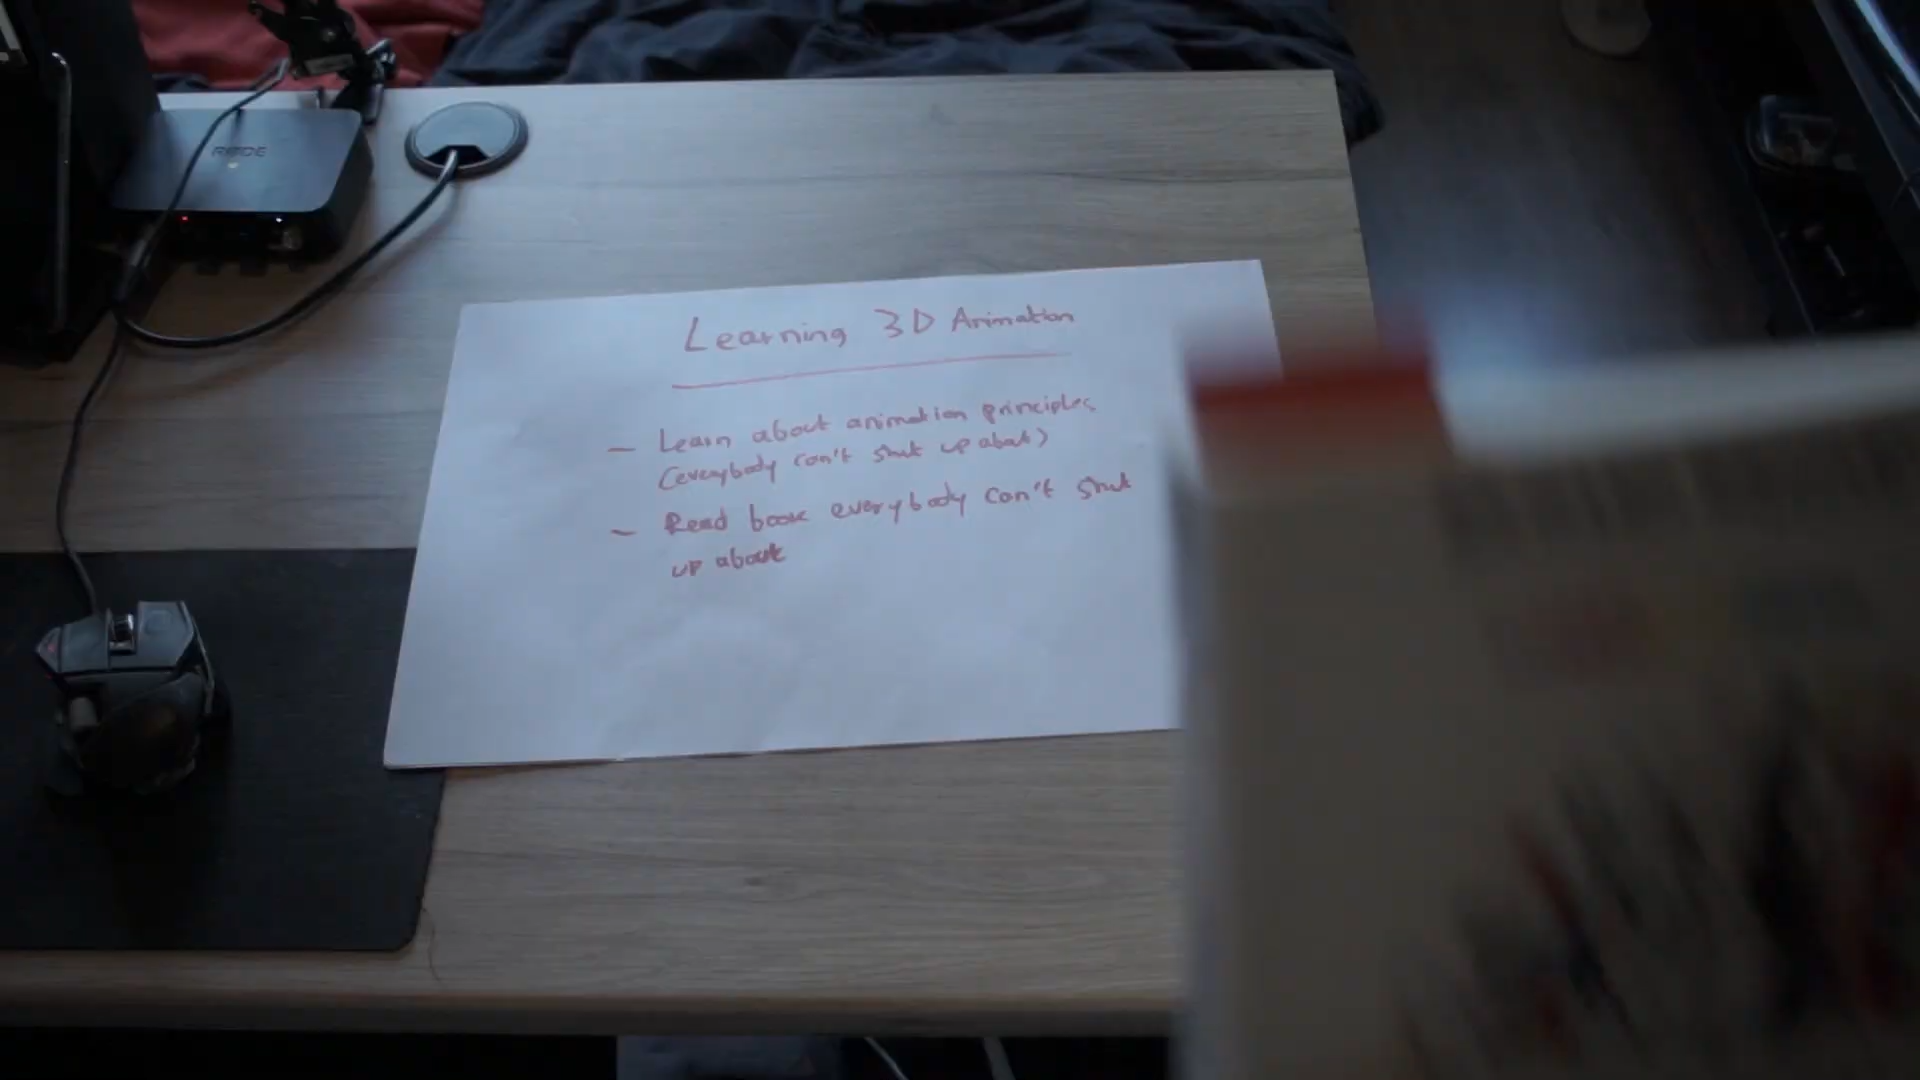 RØDE
Learning 3D Animation
- Learn about animation principles
(everybody can't shut up about)
- Read book everybody can't shut
up about